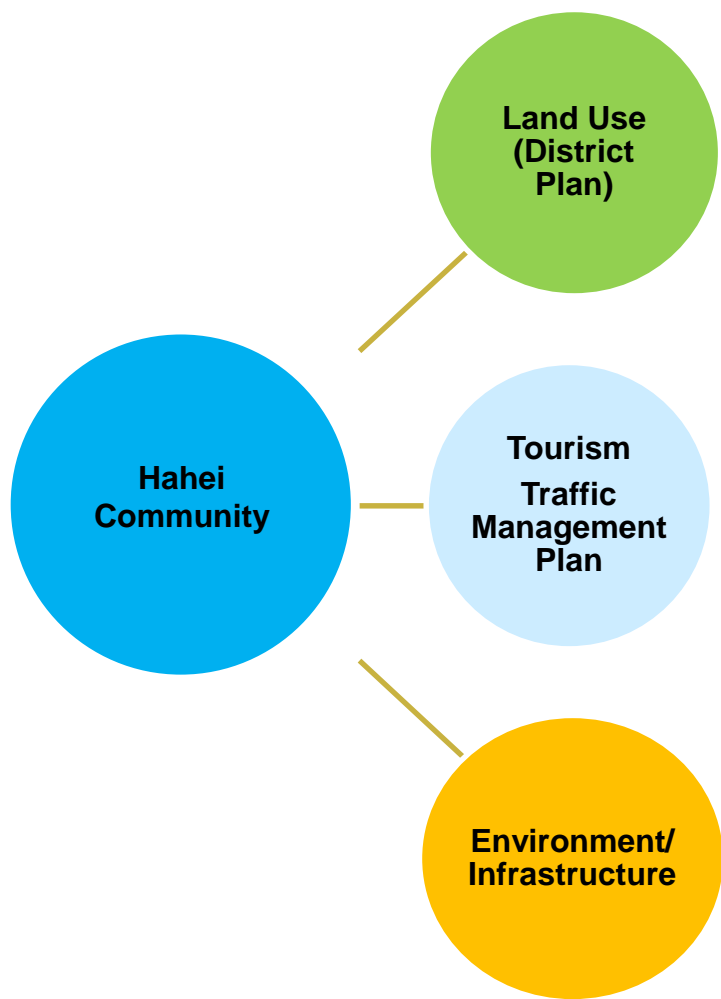 Land Use
(District
Plan)
Hahei
Community
Tourism
Traffic
Management
Plan
Environment/
Infrastructure